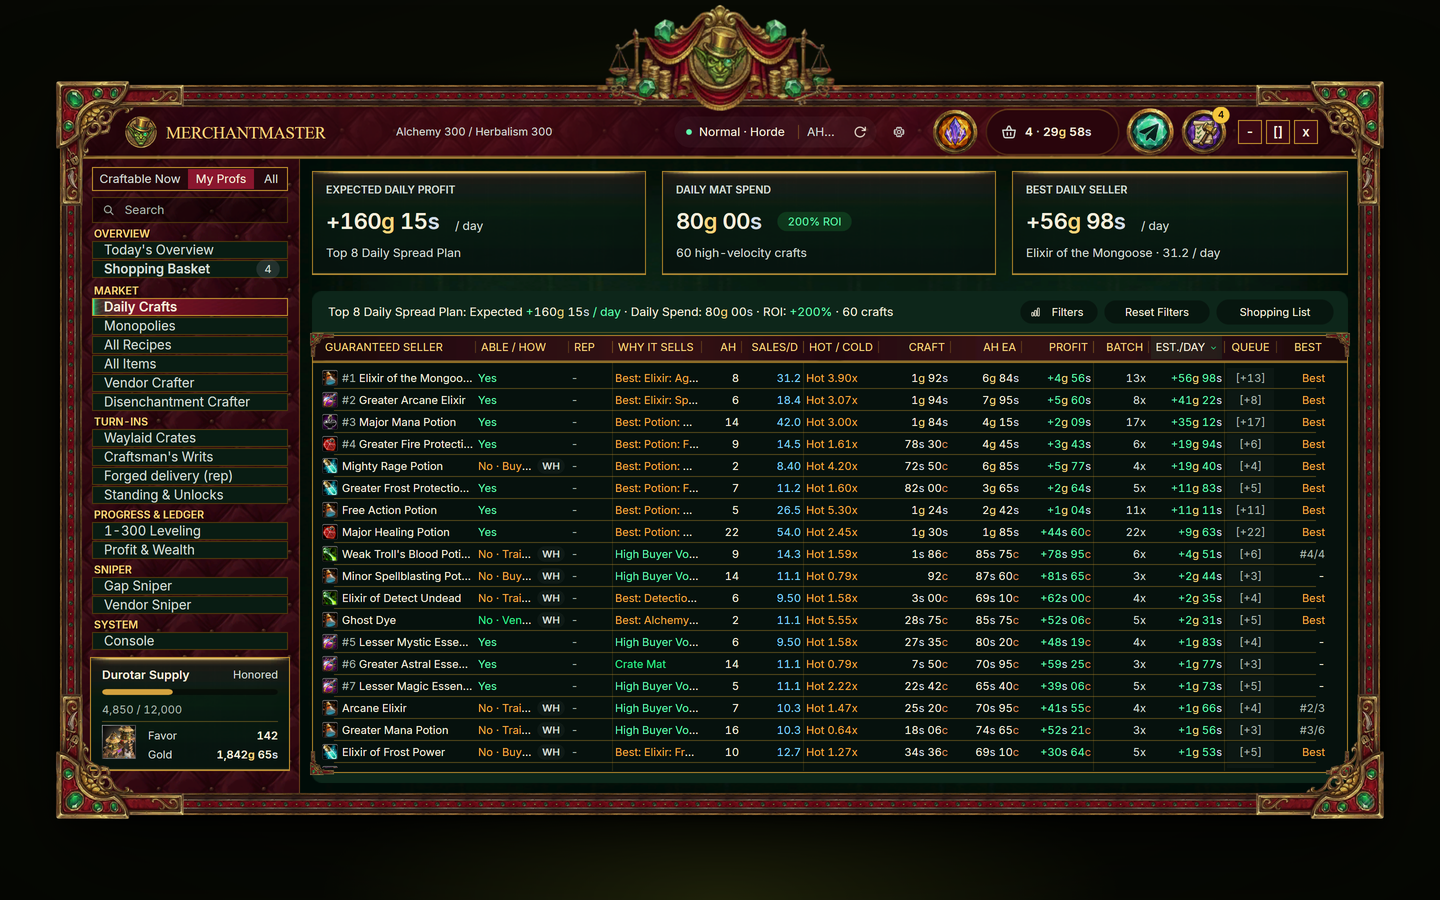 MERCHANTMASTER
Alchemy 300 / Herbalism 300
Normal · Horde AH...
4 · 29g 58s
4
- [] x
Craftable Now My Profs All
Search
OVERVIEW
Today's Overview
Shopping Basket 4
MARKET
Daily Crafts
Monopolies
All Recipes
All Items
Vendor Crafter
Disenchantment Crafter
TURN-INS
Waylaid Crates
Craftsman's Writs
Forged delivery (rep)
Standing & Unlocks
PROGRESS & LEDGER
1-300 Leveling
Profit & Wealth
SNIPER
Gap Sniper
Vendor Sniper
SYSTEM
Console
Durotar Supply Honored
4,850 / 12,000
Favor 142
Gold 1,842g 65s
EXPECTED DAILY PROFIT
+160g 15s / day
Top 8 Daily Spread Plan
DAILY MAT SPEND
80g 00s 200% ROI
60 high-velocity crafts
BEST DAILY SELLER
+56g 98s / day
Elixir of the Mongoose · 31.2 / day
Top 8 Daily Spread Plan: Expected +160g 15s / day · Daily Spend: 80g 00s · ROI: +200% · 60 crafts
Filters Reset Filters Shopping List
GUARANTEED SELLER ABLE / HOW REP WHY IT SELLS AH SALES/D HOT / COLD CRAFT AH EA PROFIT BATCH EST./DAY QUEUE BEST
#1 Elixir of the Mongoo... Yes - Best: Elixir: Ag... 8 31.2 Hot 3.90x 1g 92s 6g 84s +4g 56s 13x +56g 98s [+13] Best
#2 Greater Arcane Elixir Yes - Best: Elixir: Sp... 6 18.4 Hot 3.07x 1g 94s 7g 95s +5g 60s 8x +41g 22s [+8] Best
#3 Major Mana Potion Yes - Best: Potion: ... 14 42.0 Hot 3.00x 1g 84s 4g 15s +2g 09s 17x +35g 12s [+17] Best
#4 Greater Fire Protecti... Yes - Best: Potion: F... 9 14.5 Hot 1.61x 78s 30c 4g 45s +3g 43s 6x +19g 94s [+6] Best
Mighty Rage Potion No · Buy... WH - Best: Potion: ... 2 8.40 Hot 4.20x 72s 50c 6g 85s +5g 77s 4x +19g 40s [+4] Best
Greater Frost Protectio... Yes - Best: Potion: F... 7 11.2 Hot 1.60x 82s 00c 3g 65s +2g 64s 5x +11g 83s [+5] Best
Free Action Potion Yes - Best: Potion: ... 5 26.5 Hot 5.30x 1g 24s 2g 42s +1g 04s 11x +11g 11s [+11] Best
Major Healing Potion Yes - Best: Potion: ... 22 54.0 Hot 2.45x 1g 30s 1g 85s +44s 60c 22x +9g 63s [+22] Best
Weak Troll's Blood Poti... No · Trai... WH - High Buyer Vo... 9 14.3 Hot 1.59x 1s 86c 85s 75c +78s 95c 6x +4g 51s [+6] #4/4
Minor Spellblasting Pot... No · Buy... WH - High Buyer Vo... 14 11.1 Hot 0.79x 92c 87s 60c +81s 65c 3x +2g 44s [+3] -
Elixir of Detect Undead No · Trai... WH - Best: Detectio... 6 9.50 Hot 1.58x 3s 00c 69s 10c +62s 00c 4x +2g 35s [+4] Best
Ghost Dye No · Ven... WH - Best: Alchemy... 2 11.1 Hot 5.55x 28s 75c 85s 75c +52s 06c 5x +2g 31s [+5] Best
#5 Lesser Mystic Esse... Yes - High Buyer Vo... 6 9.50 Hot 1.58x 27s 35c 80s 20c +48s 19c 4x +1g 83s [+4] -
#6 Greater Astral Esse... Yes - Crate Mat 14 11.1 Hot 0.79x 7s 50c 70s 95c +59s 25c 3x +1g 77s [+3] -
#7 Lesser Magic Essen... Yes - High Buyer Vo... 5 11.1 Hot 2.22x 22s 42c 65s 40c +39s 06c 5x +1g 73s [+5] -
Arcane Elixir No · Trai... WH - High Buyer Vo... 7 10.3 Hot 1.47x 25s 20c 70s 95c +41s 55c 4x +1g 66s [+4] #2/3
Greater Mana Potion No · Trai... WH - High Buyer Vo... 16 10.3 Hot 0.64x 18s 06c 74s 65c +52s 21c 3x +1g 56s [+3] #3/6
Elixir of Frost Power No · Buy... WH - Best: Elixir: Fr... 10 12.7 Hot 1.27x 34s 36c 69s 10c +30s 64c 5x +1g 53s [+5] Best